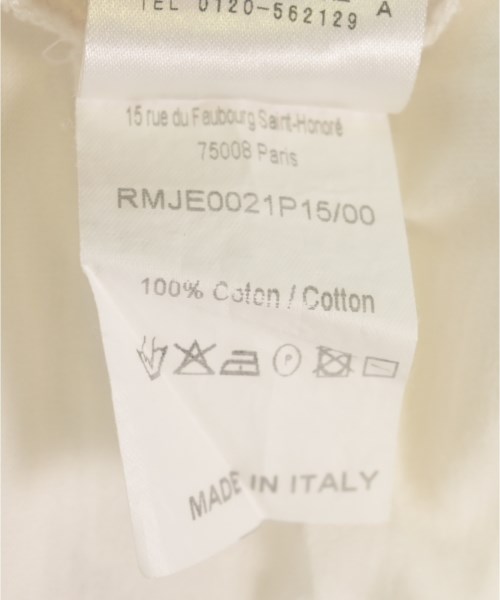 TEL 0120-562129
A
15 rue du Faubourg Saint-Honoré
75008 Paris
RMJE0021P15/00
100% Coton / Cotton
P
MADE IN ITALY